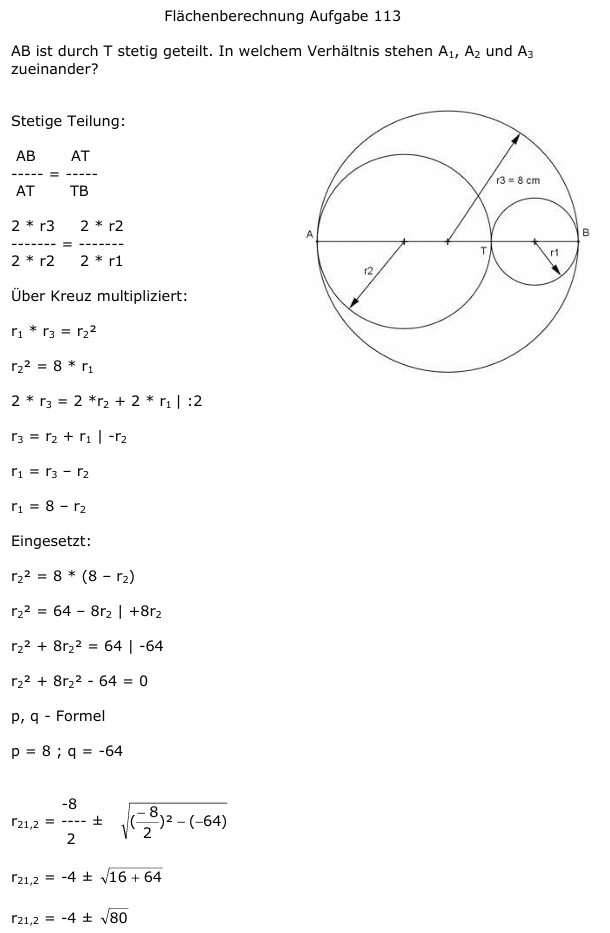 Flächenberechnung Aufgabe 113
AB ist durch T stetig geteilt. In welchem Verhältnis stehen A₁, A₂ und A₃
zueinander?
Stetige Teilung:
AB AT
----- = -----
AT TB
2 * r3 2 * r2
------- = -------
2 * r2 2 * r1
Über Kreuz multipliziert:
r₁ * r₃ = r₂²
r₂² = 8 * r₁
2 * r₃ = 2 *r₂ + 2 * r₁ | :2
r₃ = r₂ + r₁ | -r₂
r₁ = r₃ – r₂
r₁ = 8 – r₂
Eingesetzt:
r₂² = 8 * (8 – r₂)
r₂² = 64 – 8r₂ | +8r₂
r₂² + 8r₂² = 64 | -64
r₂² + 8r₂² - 64 = 0
p, q - Formel
p = 8 ; q = -64
r₂₁,₂ = -8 ---- 2 ± √((−8/2)² − (−64))
r₂₁,₂ = -4 ± √16 + 64
r₂₁,₂ = -4 ± √80
r3 = 8 cm
A
B
T
r1
r2